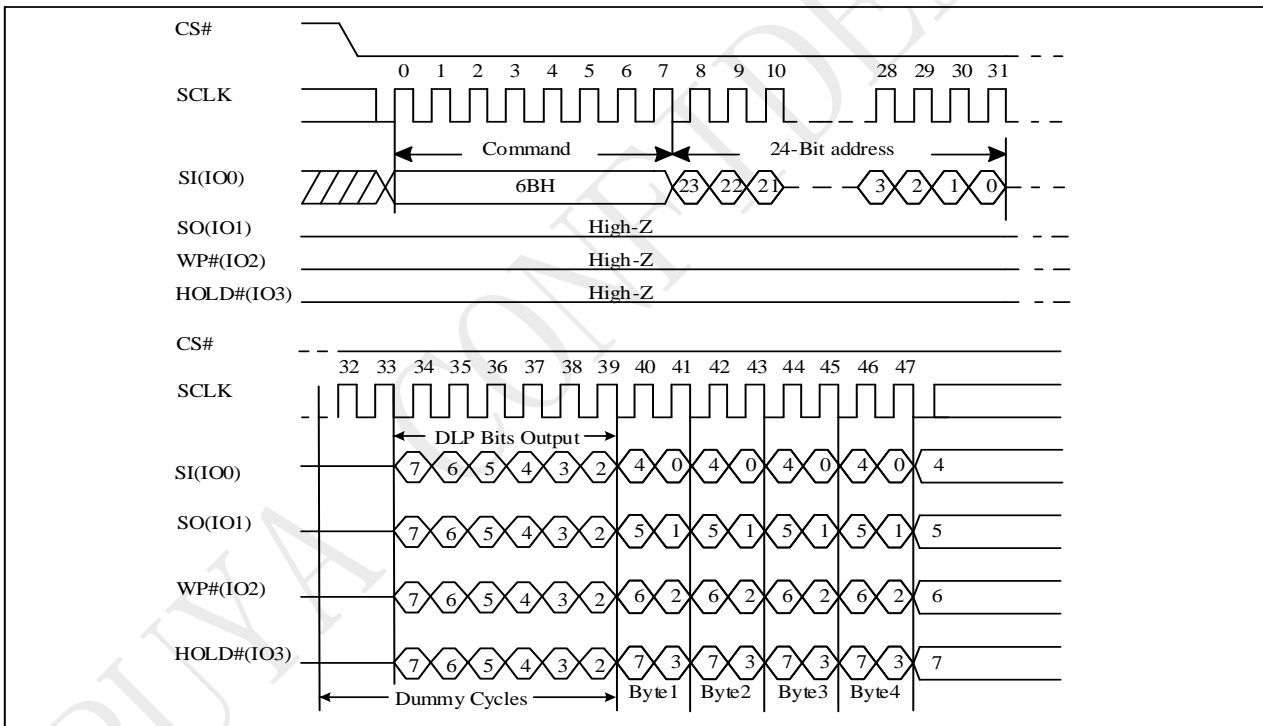 CS#
0 1 2 3 4 5 6 7 8 9 10 28 29 30 31
SCLK
Command 24-Bit address
SI(IO0) 6BH 23 22 21 3 2 1 0
SO(IO1) High-Z
WP#(IO2) High-Z
HOLD#(IO3) High-Z
CS#
32 33 34 35 36 37 38 39 40 41 42 43 44 45 46 47
SCLK
DLP Bits Output
SI(IO0) 7 6 5 4 3 2 4 0 4 0 4 0 4 0 4
SO(IO1) 7 6 5 4 3 2 5 1 5 1 5 1 5 1 5
WP#(IO2) 7 6 5 4 3 2 6 2 6 2 6 2 6 2 6
HOLD#(IO3) 7 6 5 4 3 2 7 3 7 3 7 3 7 3 7
Dummy Cycles Byte1 Byte2 Byte3 Byte4
PUYA CONFIDE